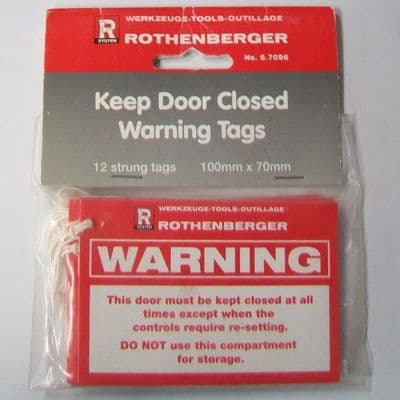 WERKZEUGE-TOOLS-OUTILLAGE
R
SYSTEM
ROTHENBERGER
No. 6.7096
Keep Door Closed
Warning Tags
12 strung tags 100mm x 70mm
WERKZEUGE-TOOLS-OUTILLAGE
R
SYSTEM
ROTHENBERGER
WARNING
This door must be kept closed at all
times except when the
controls require re-setting.
DO NOT use this compartment
for storage.